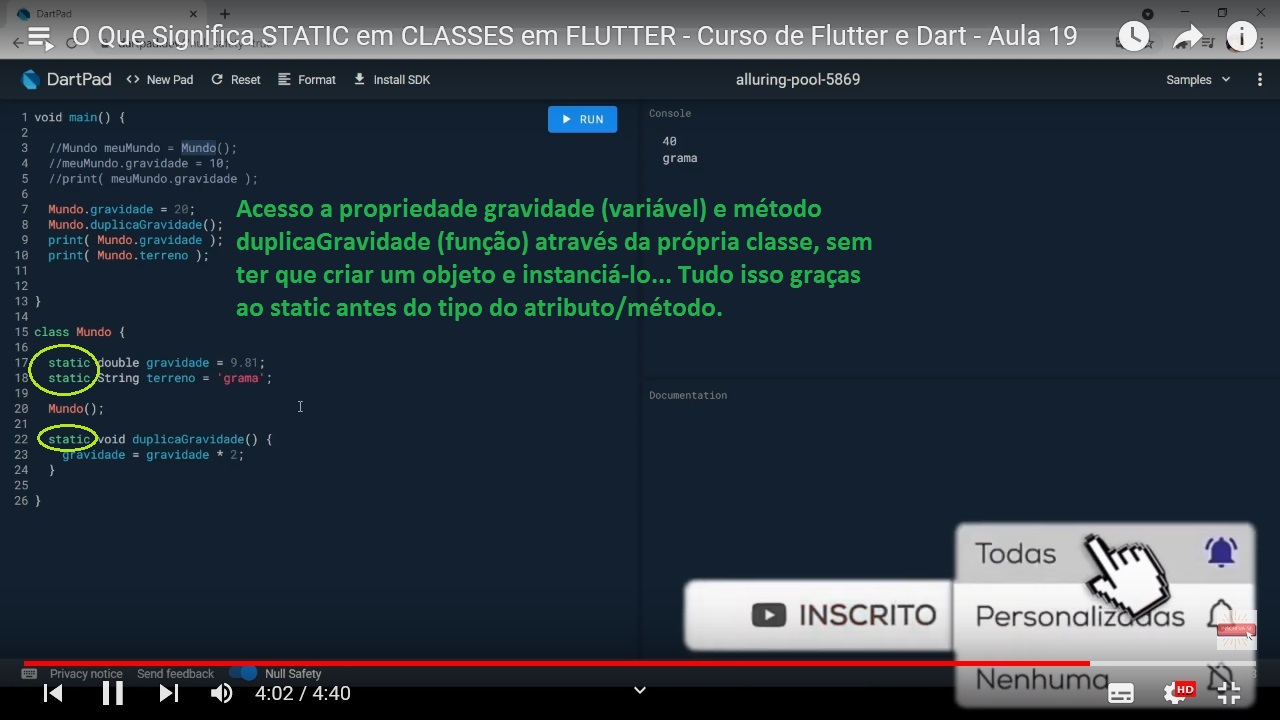 DartPad
O Que Significa STATIC em CLASSES em FLUTTER - Curso de Flutter e Dart - Aula 19
DartPad
New Pad
Reset
Format
Install SDK
alluring-pool-5869
Samples
1 void main() {
2
3 //Mundo meuMundo = Mundo();
4 //meuMundo.gravidade = 10;
5 //print( meuMundo.gravidade );
6
7 Mundo.gravidade = 20;
8 Mundo.duplicaGravidade();
9 print( Mundo.gravidade );
10 print( Mundo.terreno );
11
12
13 }
14
15 class Mundo {
16
17 static double gravidade = 9.81;
18 static String terreno = 'grama';
19
20 Mundo();
21
22 static void duplicaGravidade() {
23 gravidade = gravidade * 2;
24 }
25
26 }
RUN
Acesso a propriedade gravidade (variável) e método
duplicaGravidade (função) através da própria classe, sem
ter que criar um objeto e instanciá-lo... Tudo isso graças
ao static antes do tipo do atributo/método.
Console
40
grama
Documentation
INSCRITO
Todas
Personalizadas
Nenhuma
Privacy notice
Send feedback
Null Safety
4:02 / 4:40
HD